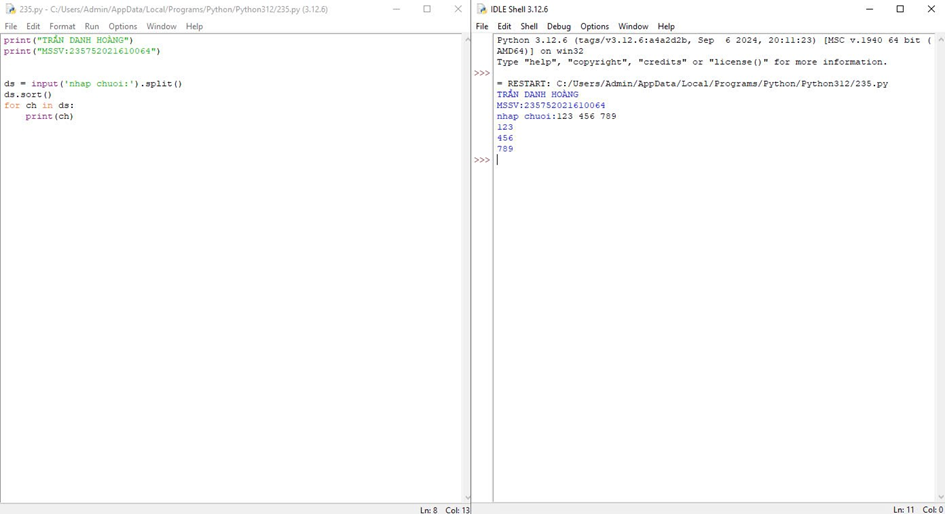 235.py - C:/Users/Admin/AppData/Local/Programs/Python/Python312/235.py (3.12.6)
File Edit Format Run Options Window Help
print("TRẦN DANH HOÀNG")
print("MSSV:235752021610064")
ds = input('nhap chuoi:').split()
ds.sort()
for ch in ds:
    print(ch)
Ln: 8 Col: 13
IDLE Shell 3.12.6
File Edit Shell Debug Options Window Help
Python 3.12.6 (tags/v3.12.6:a4a2d2b, Sep  6 2024, 20:11:23) [MSC v.1940 64 bit (
AMD64)] on win32
Type "help", "copyright", "credits" or "license()" for more information.
>>>
= RESTART: C:/Users/Admin/AppData/Local/Programs/Python/Python312/235.py
TRẦN DANH HOÀNG
MSSV:235752021610064
nhap chuoi:123 456 789
123
456
789
>>>
Ln: 11 Col: 0